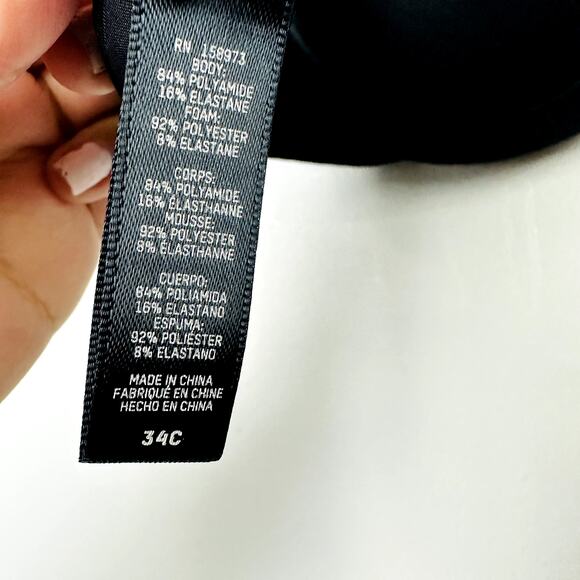 RN 158973
BODY:
84% POLYAMIDE
16% ELASTANE
FOAM:
92% POLYESTER
8% ELASTANE
CORPS:
84% POLYAMIDE
16% ELASTHANNE
MOUSSE:
92% POLYESTER
8% ELASTHANNE
CUERPO:
84% POLIAMIDA
16% ELASTANO
ESPUMA:
92% POLIÉSTER
8% ELASTANO
MADE IN CHINA
FABRIQUÉ EN CHINE
HECHO EN CHINA
34C